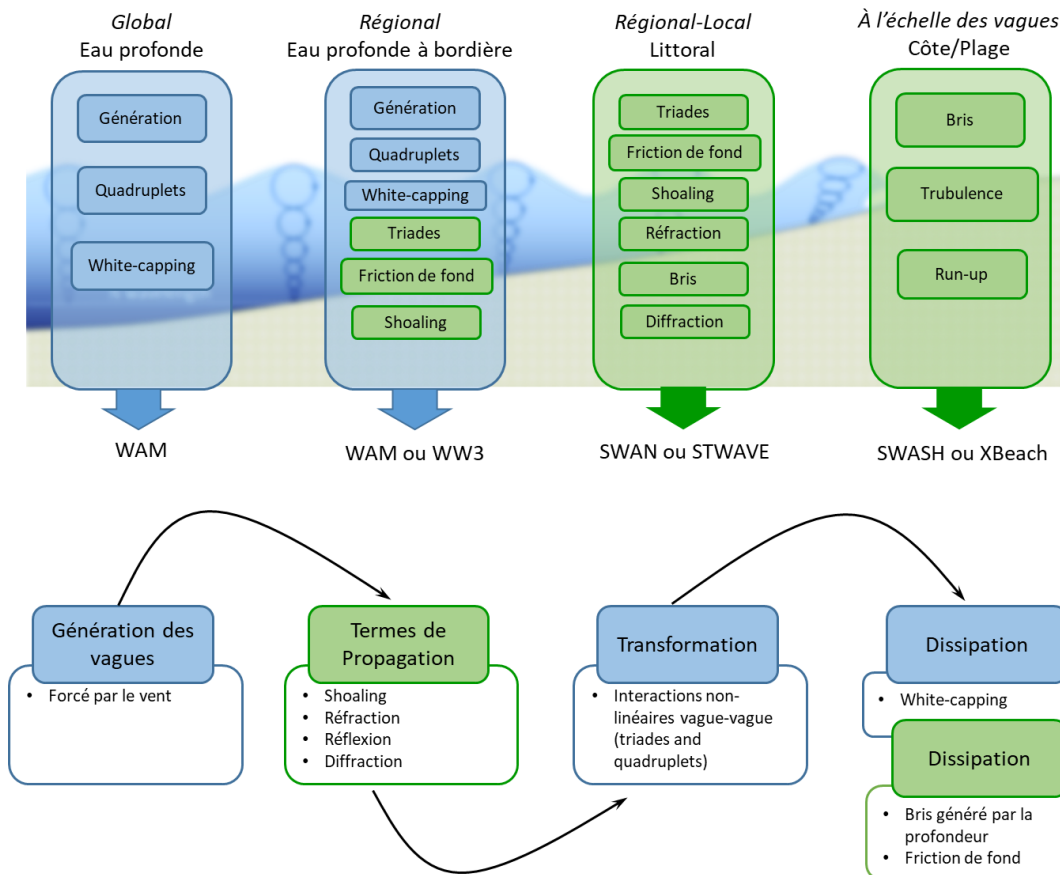 Global
Eau profonde
Régional
Eau profonde à bordière
Régional-Local
Littoral
À l’échelle des vagues
Côte/Plage
Génération
Quadruplets
White-capping
Génération
Quadruplets
White-capping
Triades
Friction de fond
Shoaling
Triades
Friction de fond
Shoaling
Réfraction
Bris
Diffraction
Bris
Trubulence
Run-up
WAM
WAM ou WW3
SWAN ou STWAVE
SWASH ou XBeach
Génération des
vagues
• Forcé par le vent
Termes de
Propagation
• Shoaling
• Réfraction
• Réflexion
• Diffraction
Transformation
• Interactions non-
linéaires vague-vague
(triades and
quadruplets)
Dissipation
• White-capping
Dissipation
• Bris généré par la
profondeur
• Friction de fond